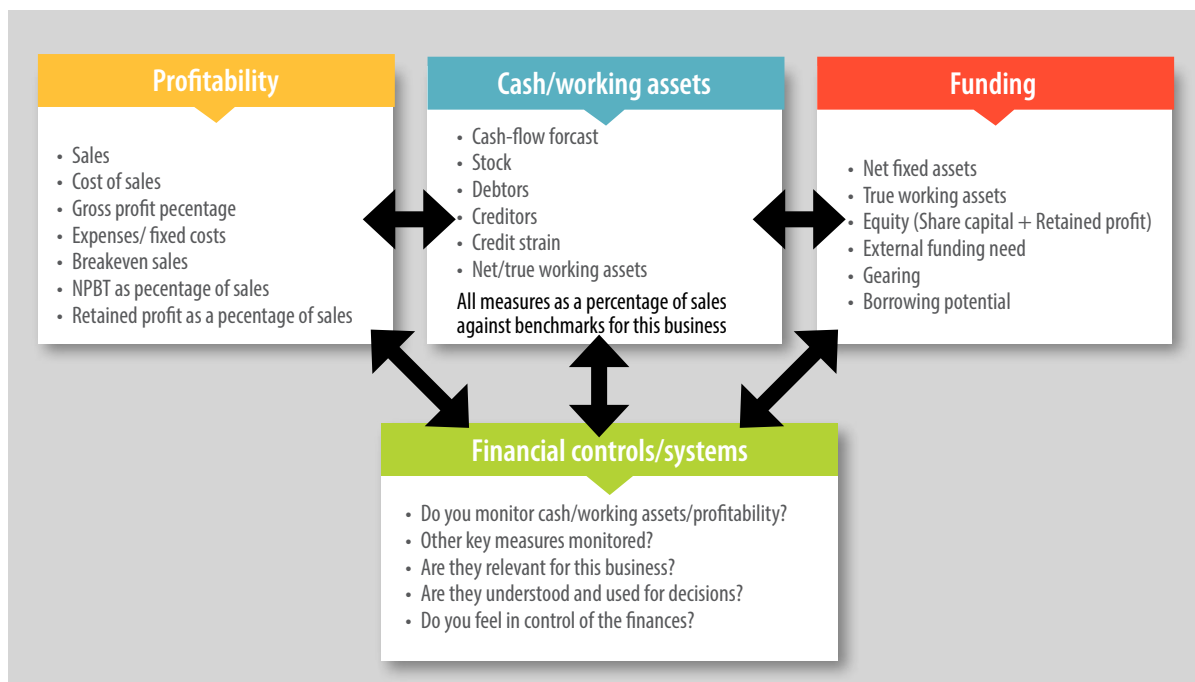 Profitability
• Sales
• Cost of sales
• Gross profit pecentage
• Expenses/ fixed costs
• Breakeven sales
• NPBT as pecentage of sales
• Retained profit as a pecentage of sales
Cash/working assets
• Cash-flow forcast
• Stock
• Debtors
• Creditors
• Credit strain
• Net/true working assets
All measures as a percentage of sales
against benchmarks for this business
Funding
• Net fixed assets
• True working assets
• Equity (Share capital + Retained profit)
• External funding need
• Gearing
• Borrowing potential
Financial controls/systems
• Do you monitor cash/working assets/profitability?
• Other key measures monitored?
• Are they relevant for this business?
• Are they understood and used for decisions?
• Do you feel in control of the finances?